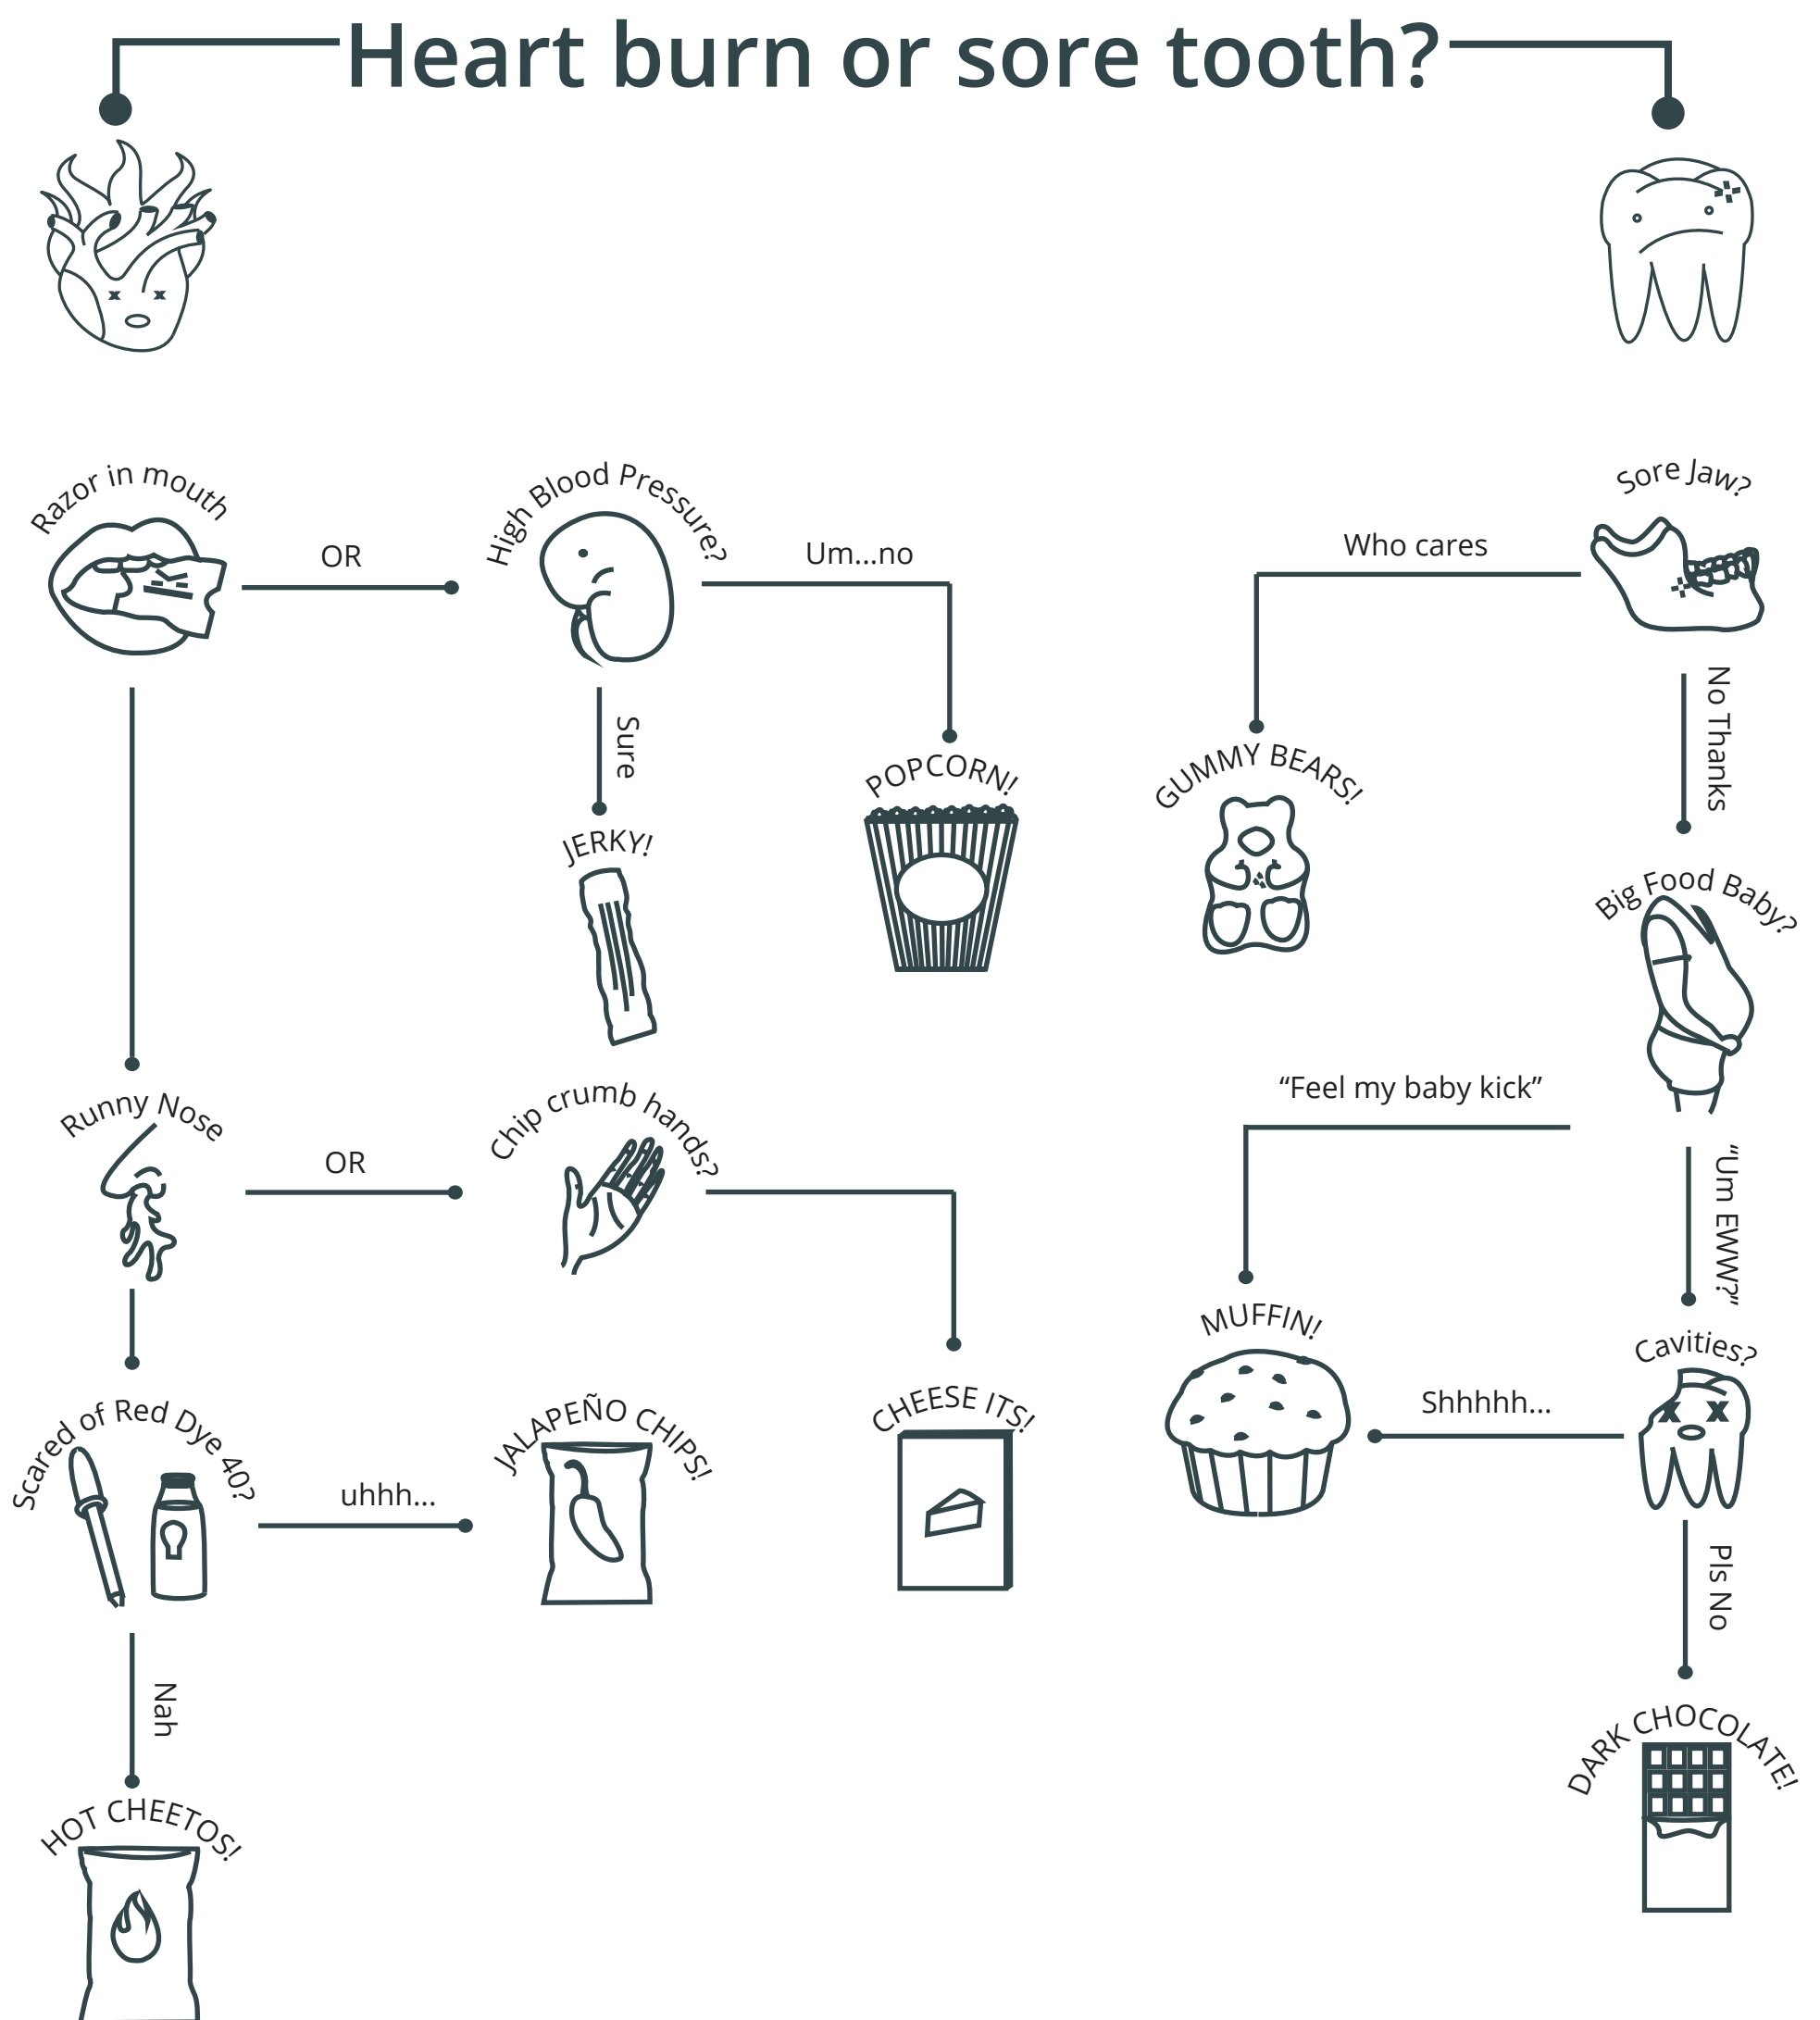 Heart burn or sore tooth?
Razor in mouth
OR
High Blood Pressure?
Um...no
Who cares
Sore Jaw?
Sure
No Thanks
POPCORN!
GUMMY BEARS!
JERKY!
Big Food Baby?
“Feel my baby kick”
Runny Nose
OR
Chip crumb hands?
“Um EWW?”
MUFFIN!
Cavities?
Shhhhh...
Scared of Red Dye 40?
uhhh...
JALAPEÑO CHIPS!
CHEESE ITS!
Pls No
Nah
DARK CHOCOLATE!
HOT CHEETOS!